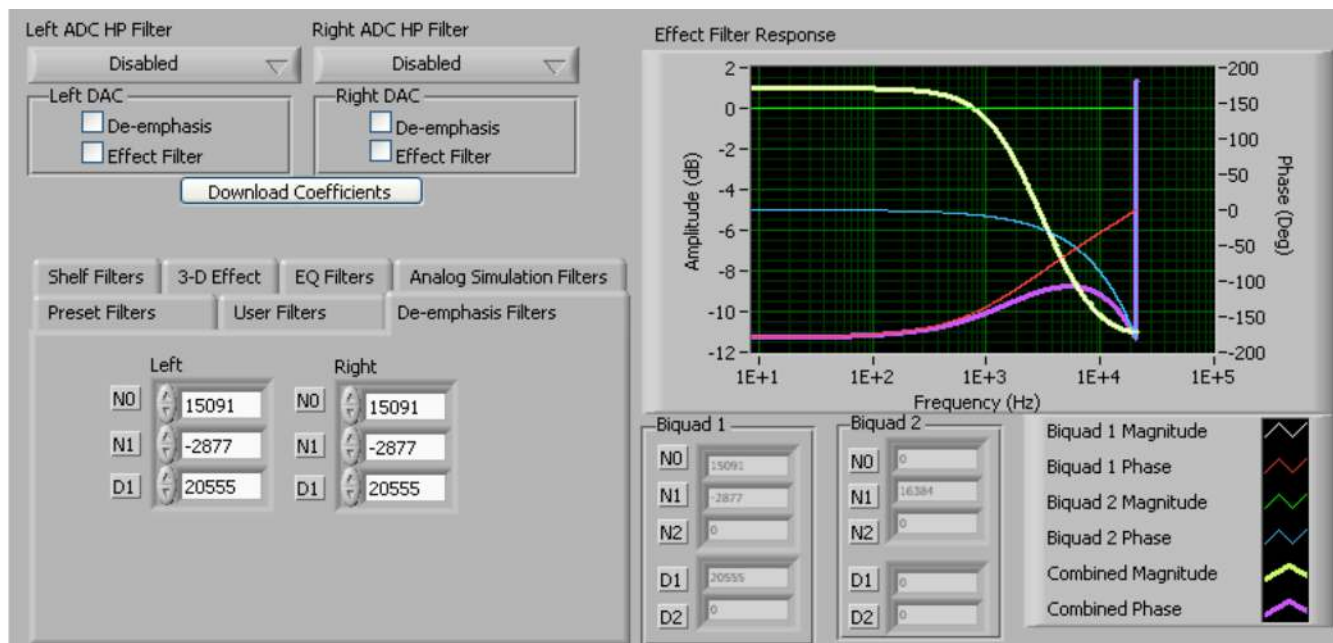 Left ADC HP Filter
Right ADC HP Filter
Disabled
Disabled
Left DAC
De-emphasis
Effect Filter
Right DAC
De-emphasis
Effect Filter
Download Coefficients
Shelf Filters
3-D Effect
EQ Filters
Analog Simulation Filters
Preset Filters
User Filters
De-emphasis Filters
Left
Right
N0
15091
N0
15091
N1
-2877
N1
-2877
D1
20555
D1
20555
Effect Filter Response
2
0
-2
-4
-6
-8
-10
-12
Amplitude (dB)
-200
-150
-100
-50
-0
--50
--100
--150
--200
Phase (Deg)
1E+1
1E+2
1E+3
1E+4
1E+5
Frequency (Hz)
Biquad 1
N0
15091
N1
-2877
N2
0
D1
20555
D2
0
Biquad 2
N0
0
N1
16384
N2
0
D1
0
D2
0
Biquad 1 Magnitude
Biquad 1 Phase
Biquad 2 Magnitude
Biquad 2 Phase
Combined Magnitude
Combined Phase